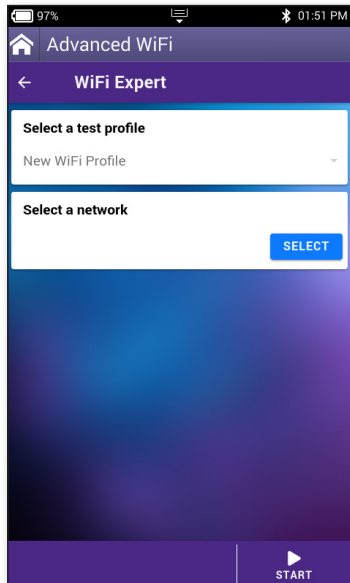 97% 01:51 PM
Advanced WiFi
WiFi Expert
Select a test profile
New WiFi Profile
Select a network
SELECT
START